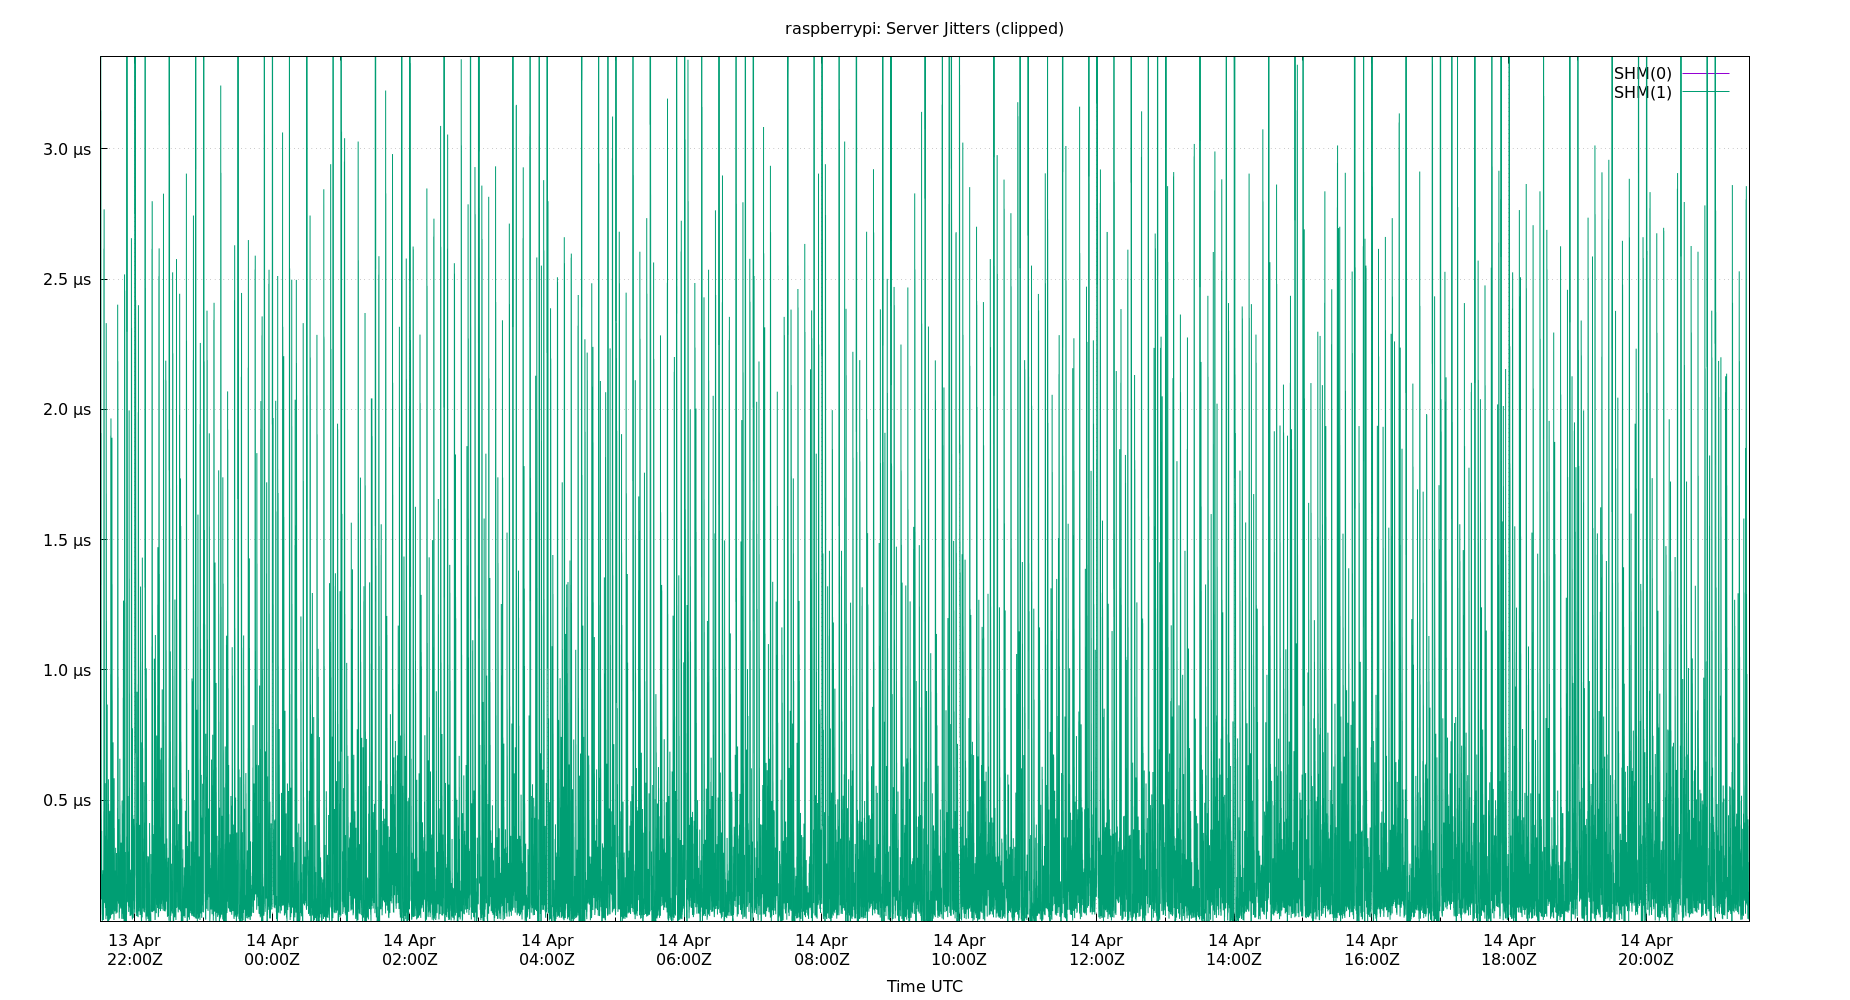 raspberrypi: Server Jitters (clipped)
SHM(0)
SHM(1)
3.0 µs
2.5 µs
2.0 µs
1.5 µs
1.0 µs
0.5 µs
13 Apr 14 Apr 14 Apr 14 Apr 14 Apr 14 Apr 14 Apr 14 Apr 14 Apr 14 Apr 14 Apr 14 Apr
22:00Z 00:00Z 02:00Z 04:00Z 06:00Z 08:00Z 10:00Z 12:00Z 14:00Z 16:00Z 18:00Z 20:00Z
Time UTC